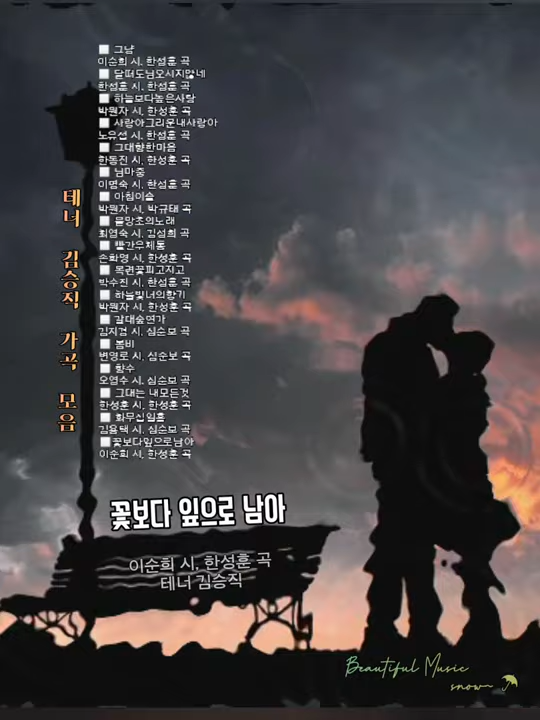 그냥
이순희 시, 한성훈 곡
달떠도님오시지않네
한성훈 시, 한성훈 곡
하늘보다높은사랑
박원자 시, 한성훈 곡
사랑아그리운내사랑아
노유섭 시, 한성훈 곡
그대향한마음
한동진 시, 한성훈 곡
님마중
이명숙 시, 한성훈 곡
아침이슬
박원자 시, 박규태 곡
물망초의노래
최영숙 시, 김성희 곡
빨간우체통
손화영 시, 한성훈 곡
목련꽃피고지고
박수진 시, 한성훈 곡
하늘빛너의향기
박원자 시, 한성훈 곡
갈대숲연가
김지겸 시, 심순보 곡
봄비
변영로 시, 심순보 곡
향수
오영수 시, 심순보 곡
그대는 내모든것
한성훈 시, 한성훈 곡
화무십일홍
김용택 시, 심순보 곡
꽃보다잎으로남아
이순희 시, 한성훈 곡
테너 김승직 가곡 모음
꽃보다 잎으로 남아
이순희 시, 한성훈 곡
테너 김승직
Beautiful Music
snow